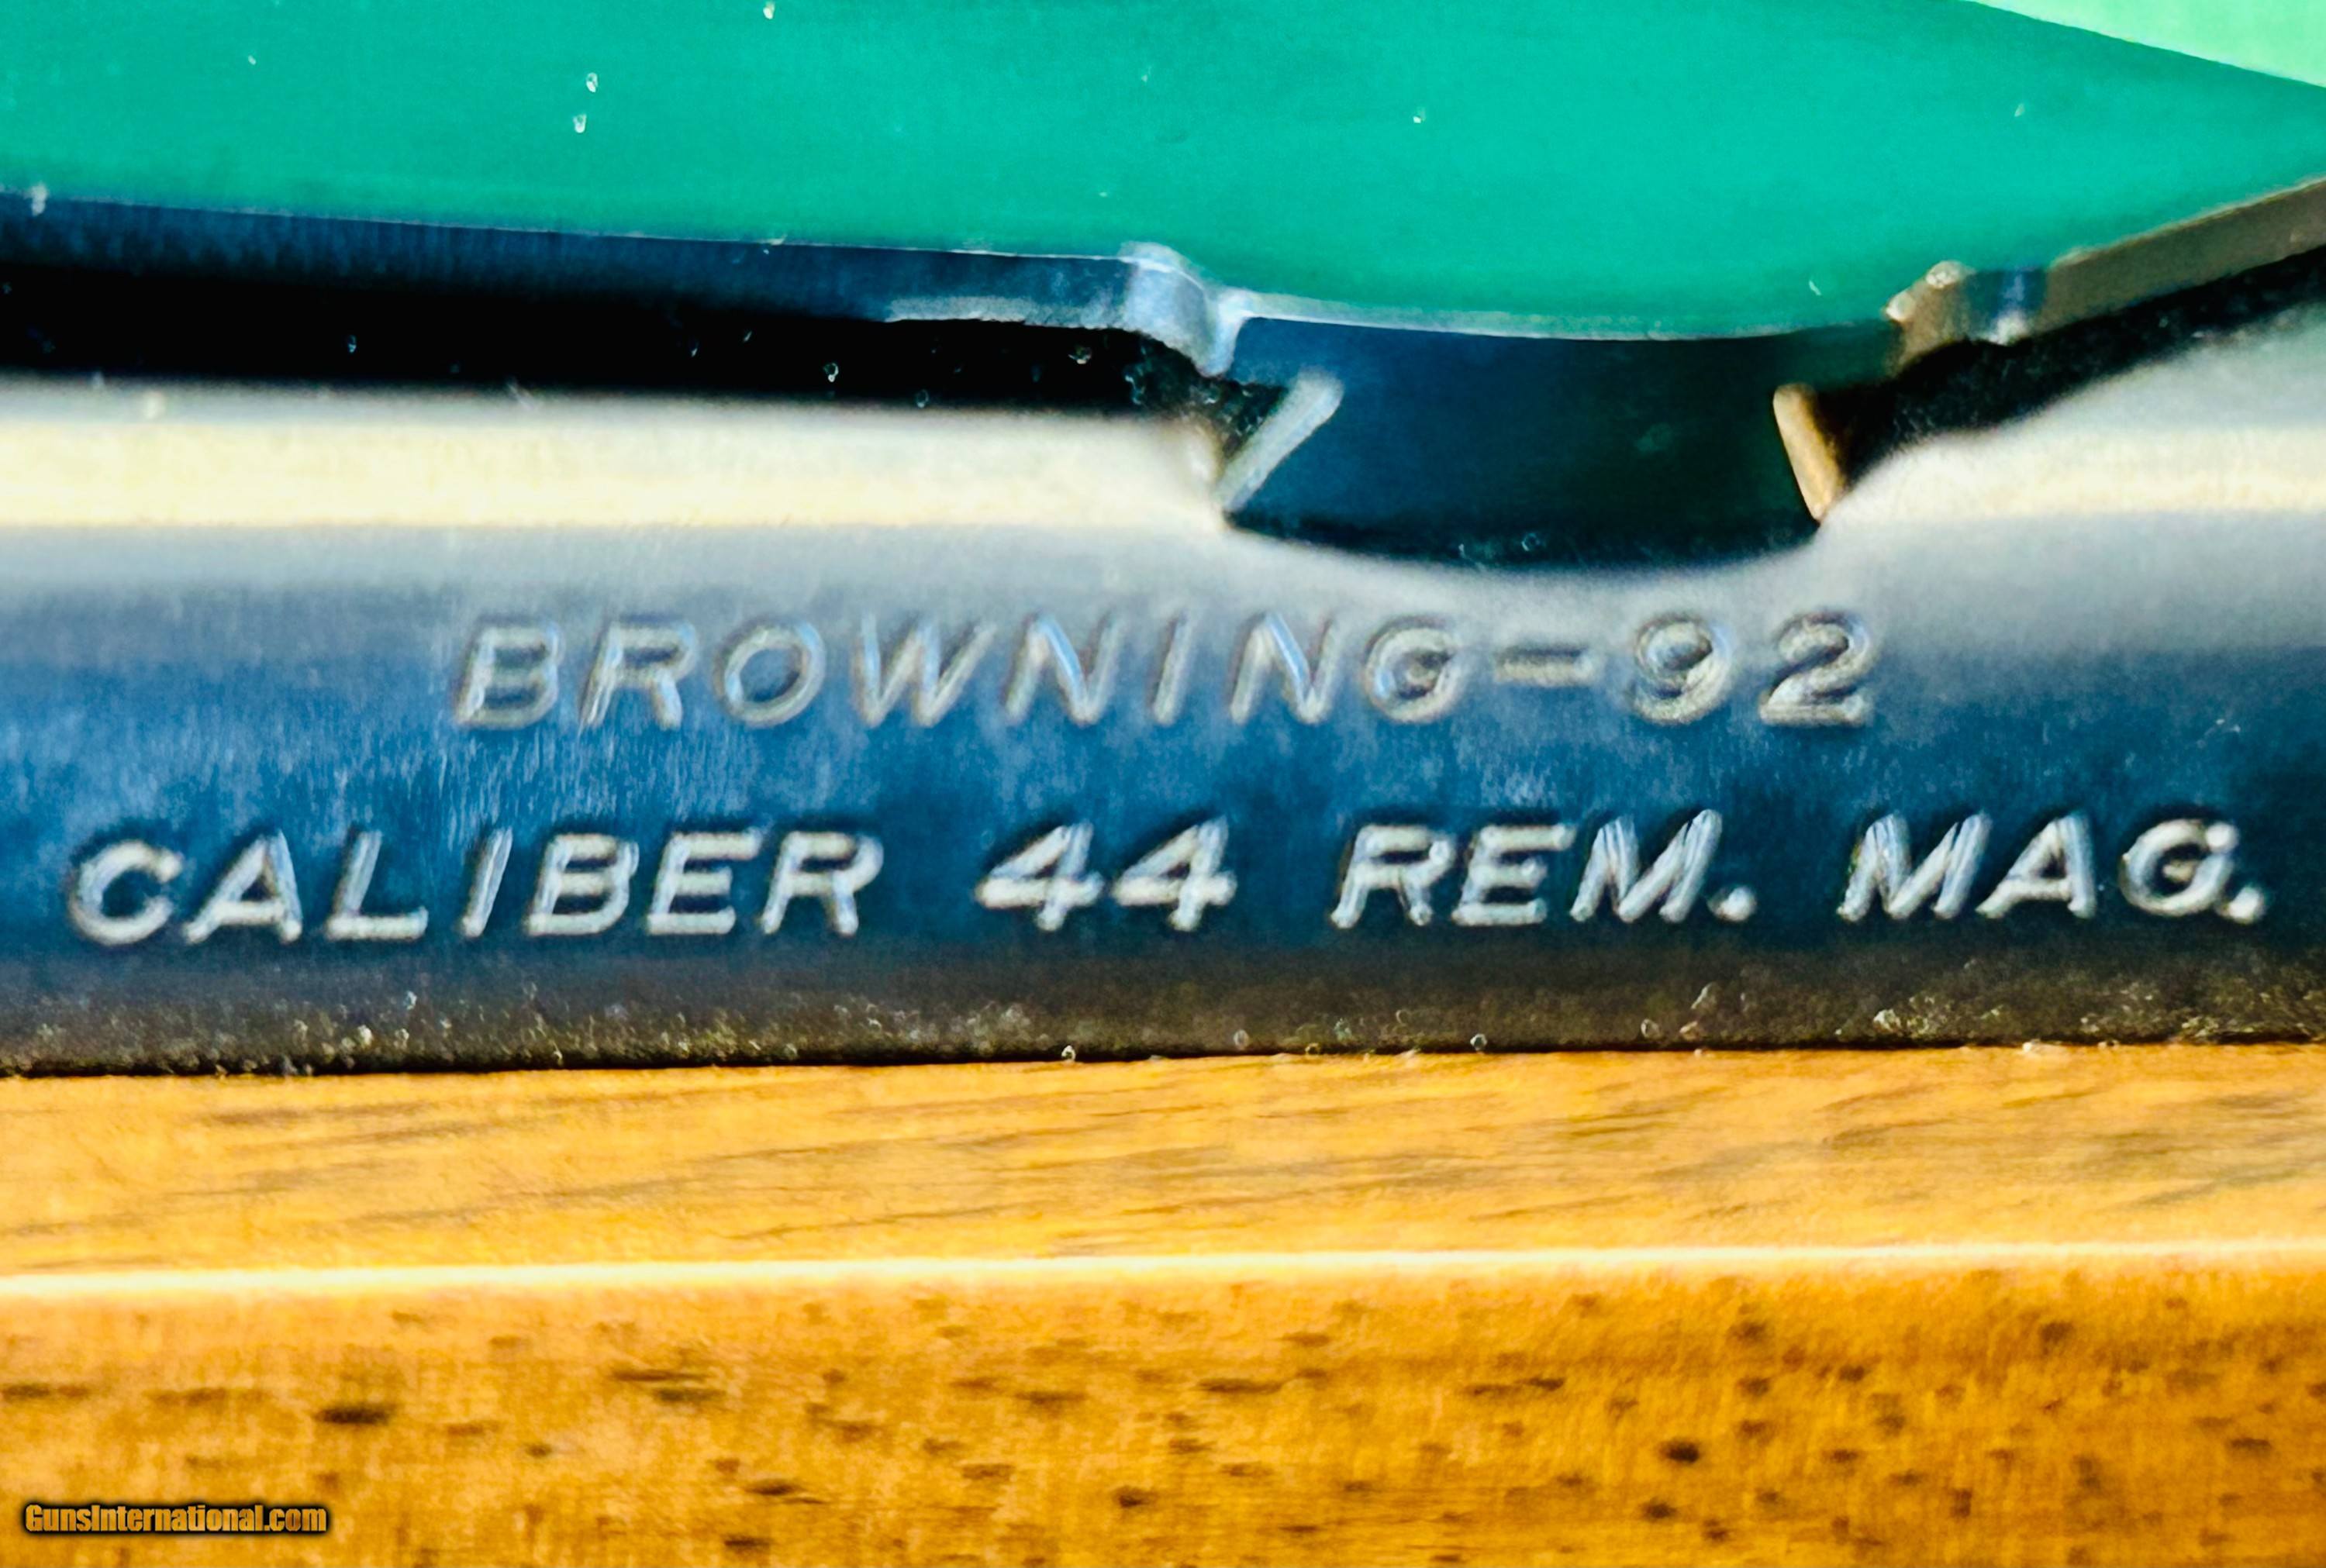 BROWNING-92
CALIBER 44 REM. MAG.
GunsInternational.com